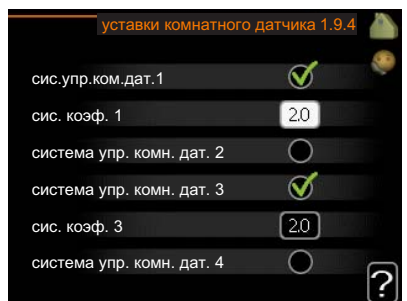 уставки комнатного датчика 1.9.4
сис.упр.ком.дат.1
сис. коэф. 1
2.0
система упр. комн. дат. 2
система упр. комн. дат. 3
сис. коэф. 3
2.0
система упр. комн. дат. 4
?